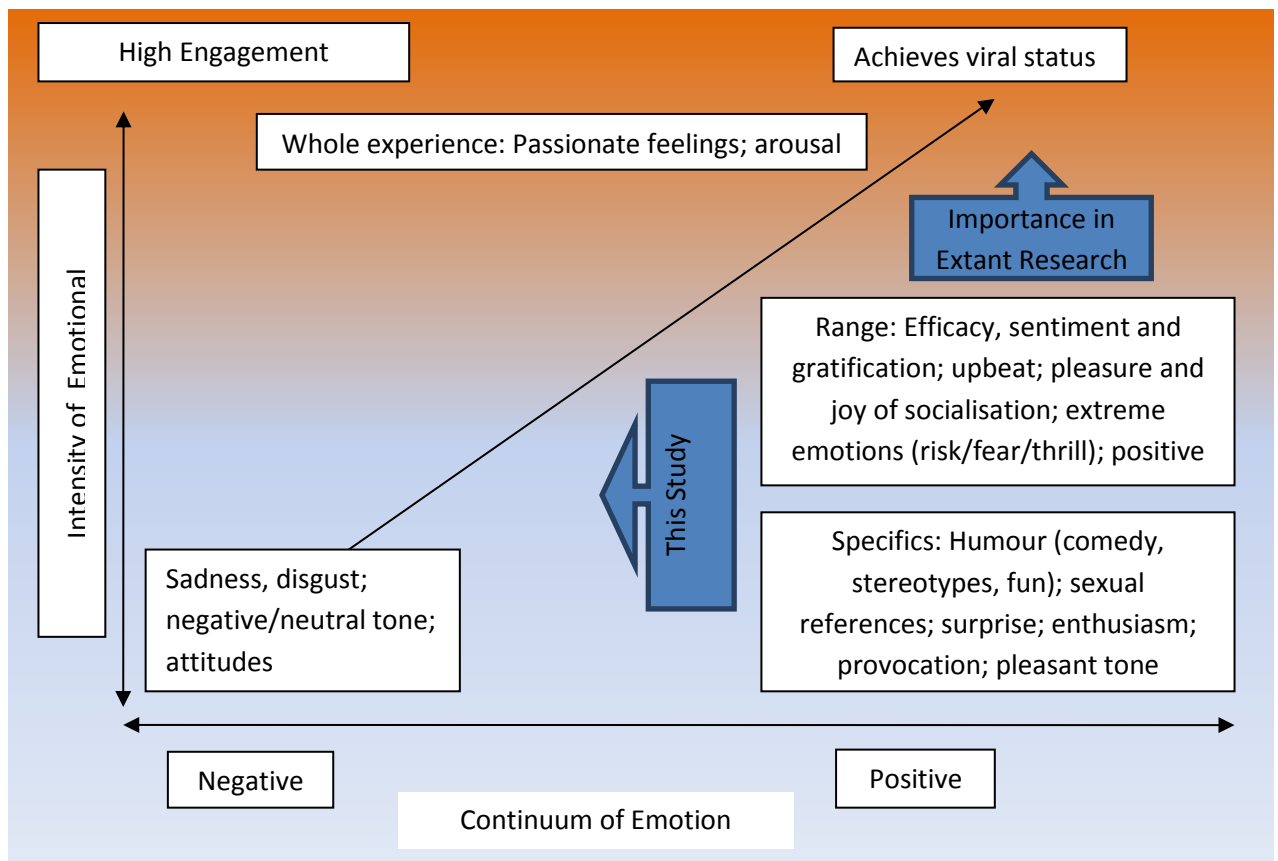 High Engagement
Achieves viral status
Whole experience: Passionate feelings; arousal
Importance in
Extant Research
Intensity of Emotional
Range: Efficacy, sentiment and
gratification; upbeat; pleasure and
joy of socialisation; extreme
emotions (risk/fear/thrill); positive
This Study
Specifics: Humour (comedy,
stereotypes, fun); sexual
references; surprise; enthusiasm;
provocation; pleasant tone
Sadness, disgust;
negative/neutral tone;
attitudes
Negative
Positive
Continuum of Emotion